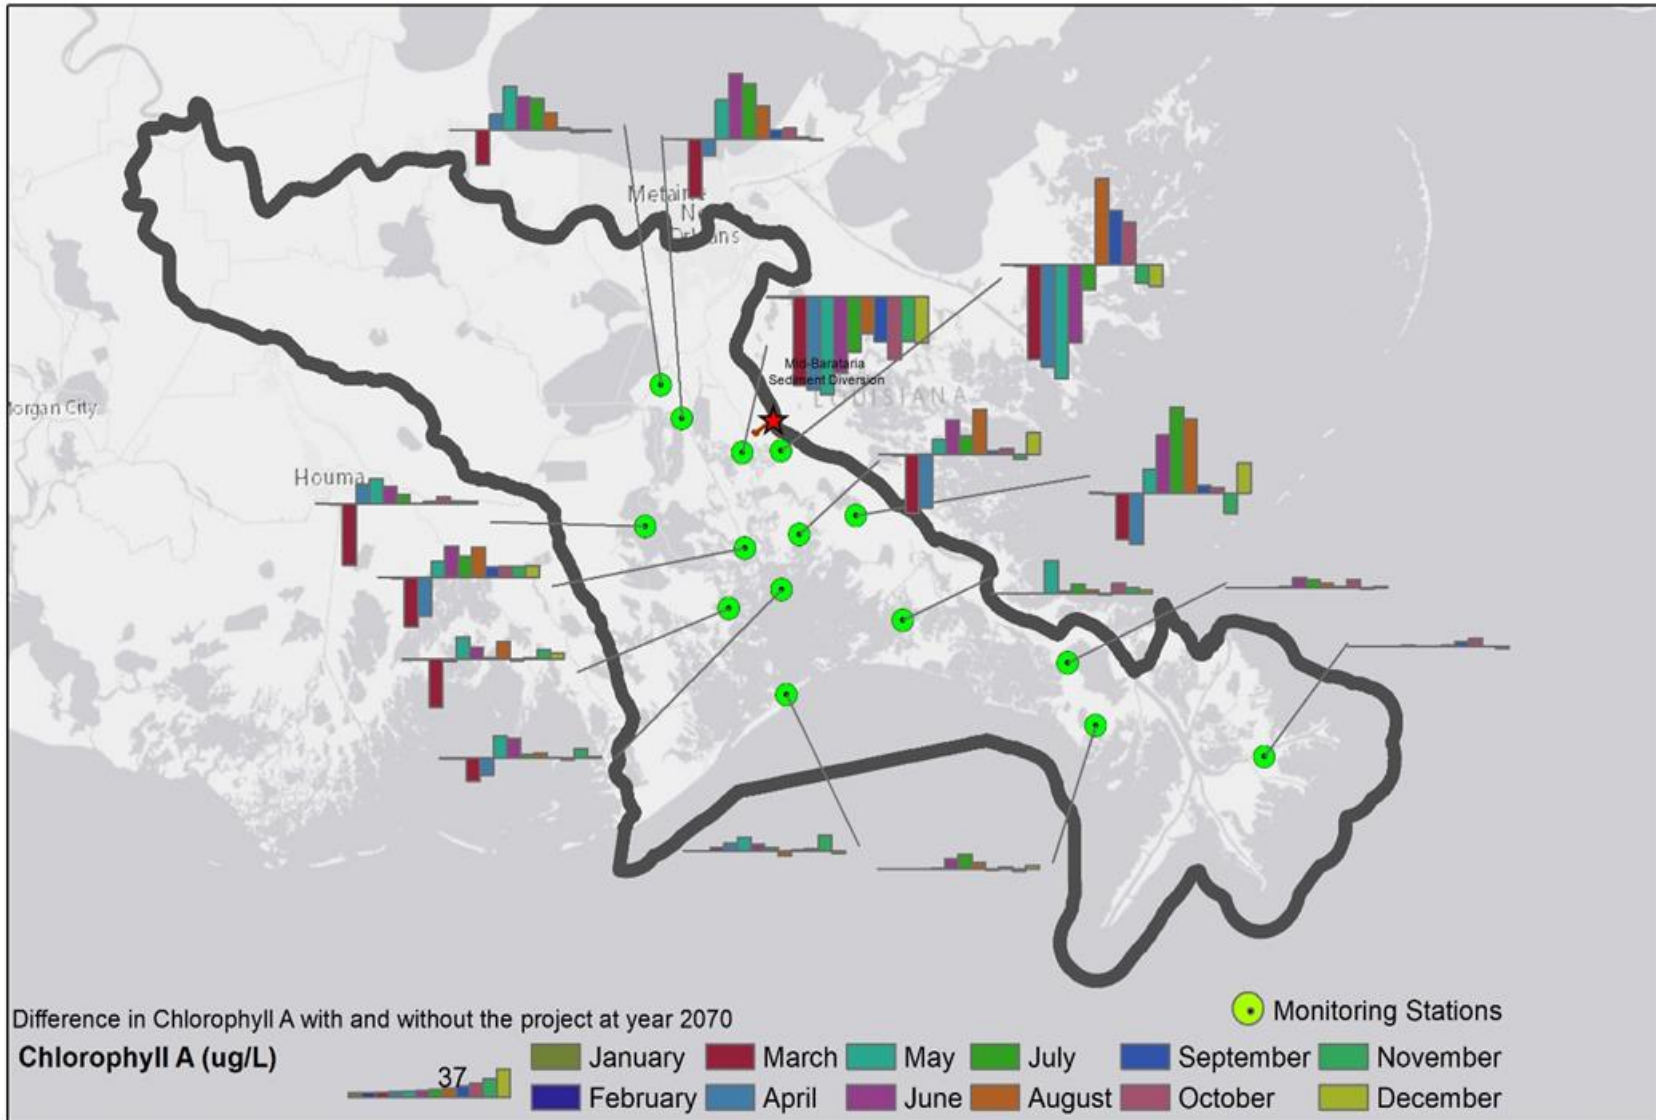 Metairie
N
Orleans
Mid-Barataria
Sediment Diversion
LOUISIANA
Morgan City
Houma
Difference in Chlorophyll A with and without the project at year 2070
Monitoring Stations
Chlorophyll A (ug/L)
37
January March May July September November
February April June August October December